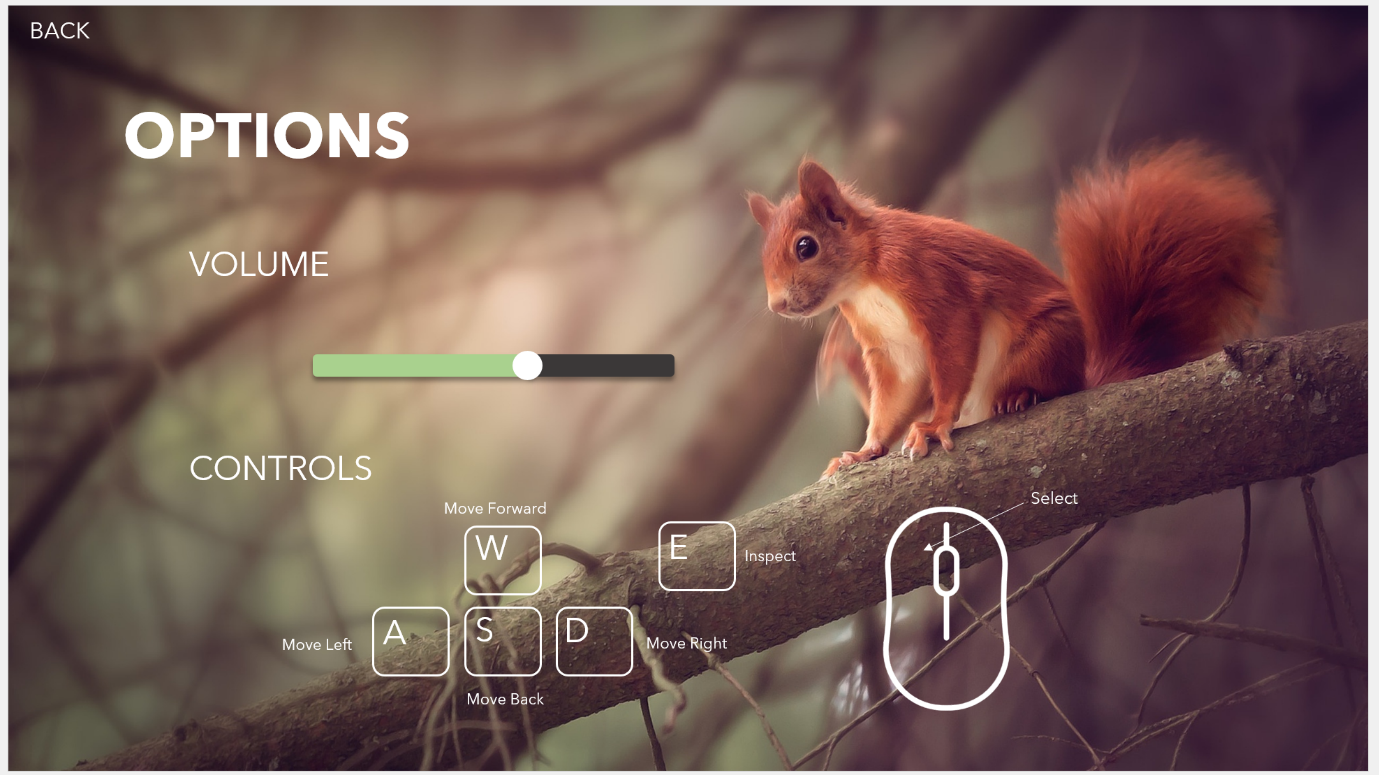 BACK
OPTIONS
VOLUME
CONTROLS
Move Forward
Select
W
E
Inspect
Move Left
A
S
D
Move Right
Move Back